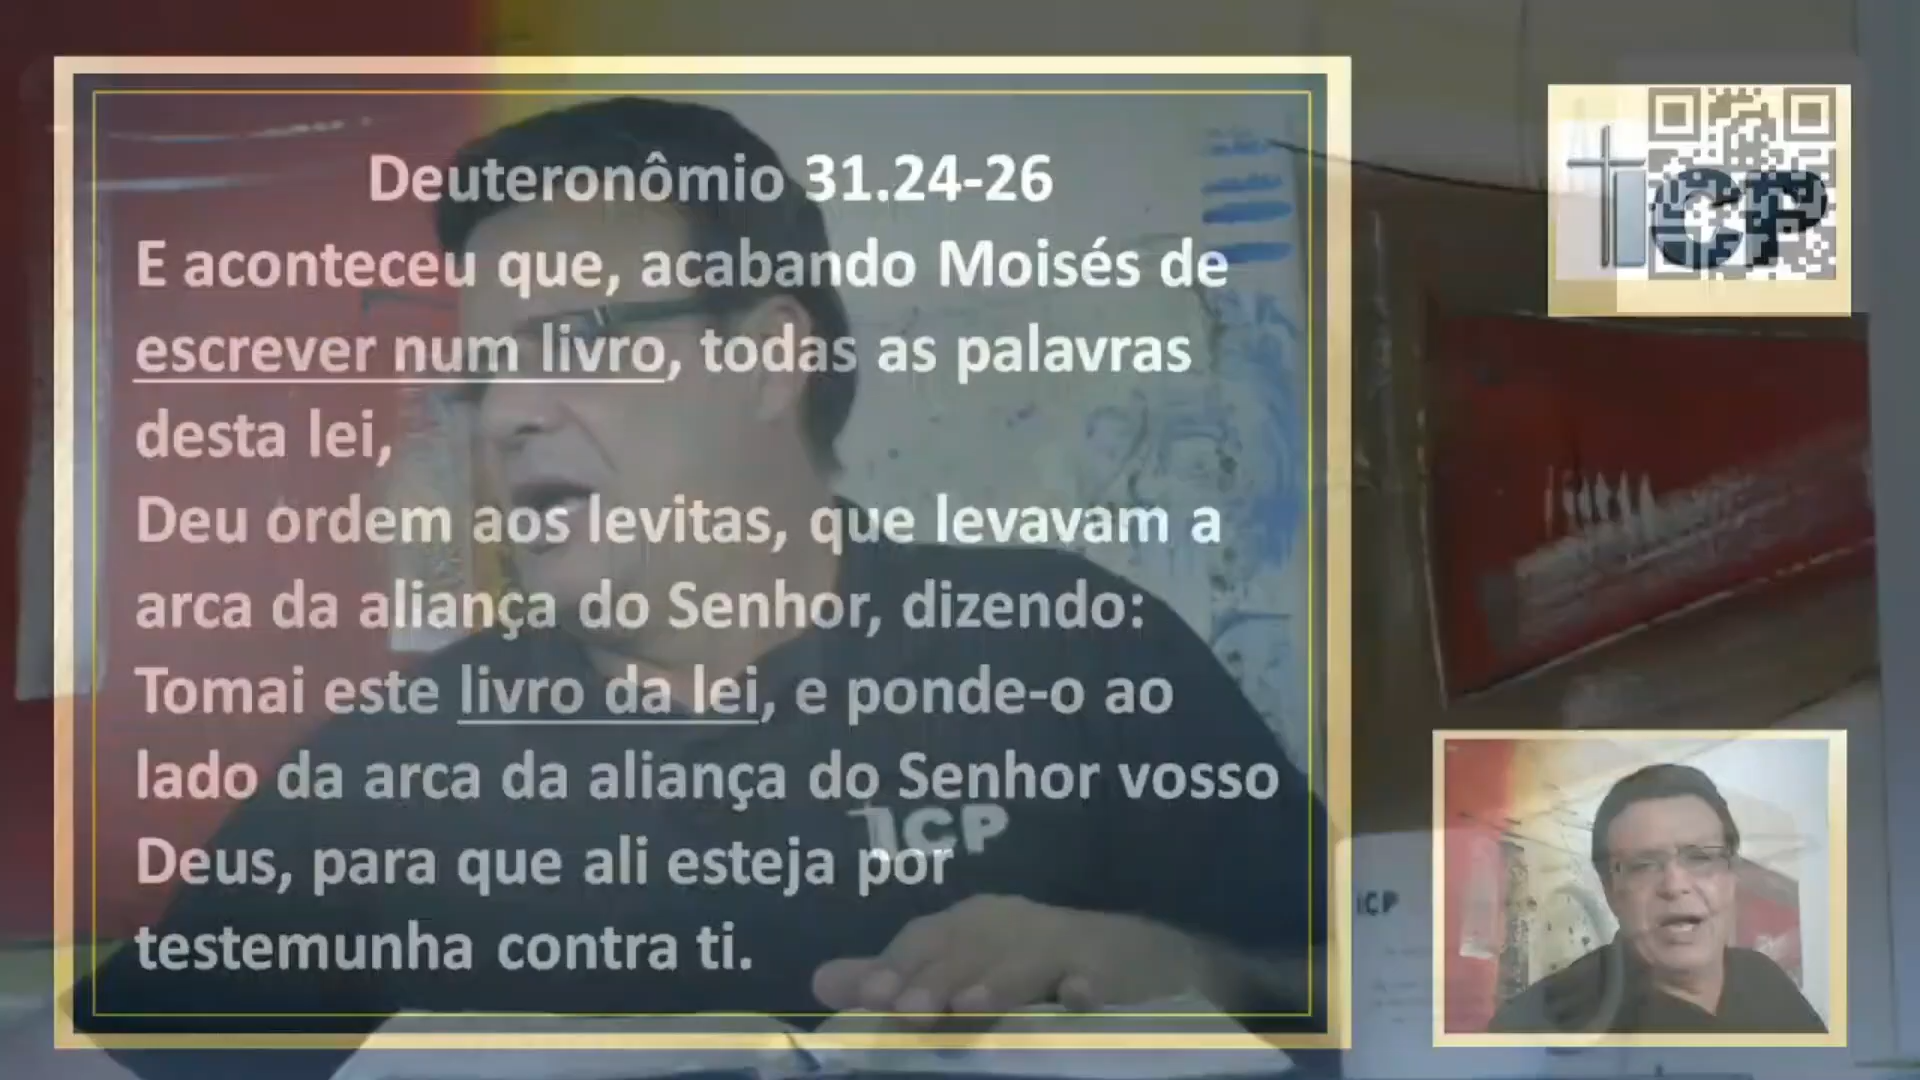 Deuteronômio 31.24-26
E aconteceu que, acabando Moisés de
escrever num livro, todas as palavras
desta lei,
Deu ordem aos levitas, que levavam a
arca da aliança do Senhor, dizendo:
Tomai este livro da lei, e ponde-o ao
lado da arca da aliança do Senhor vosso
Deus, para que ali esteja por
testemunha contra ti.
ICP
ICP
ICP